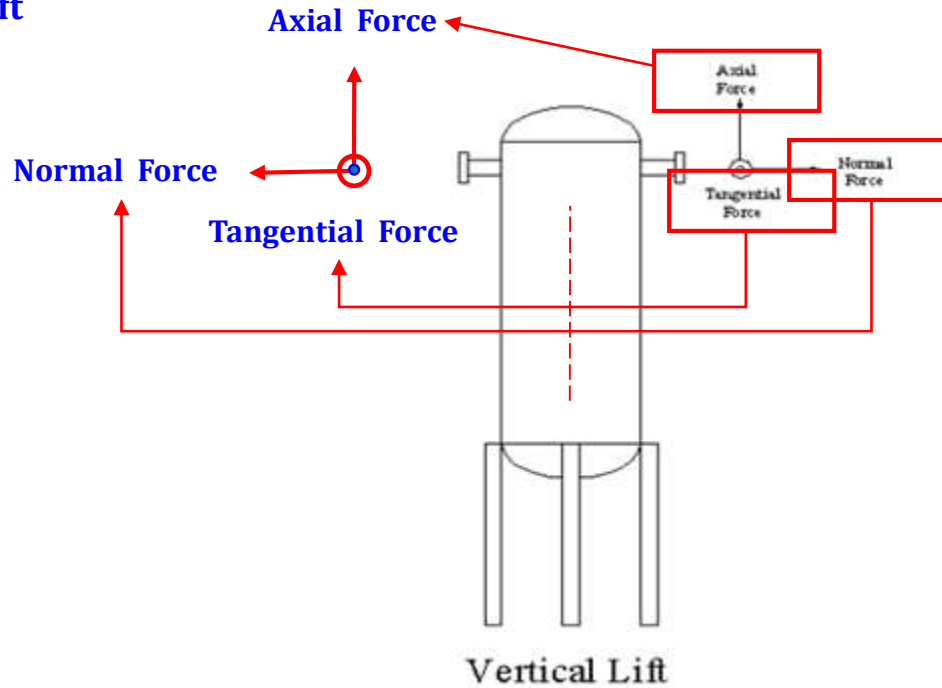 ft
Axial Force
Axial
Force
Normal Force
Normal
Force
Tangential
Force
Tangential Force
Vertical Lift